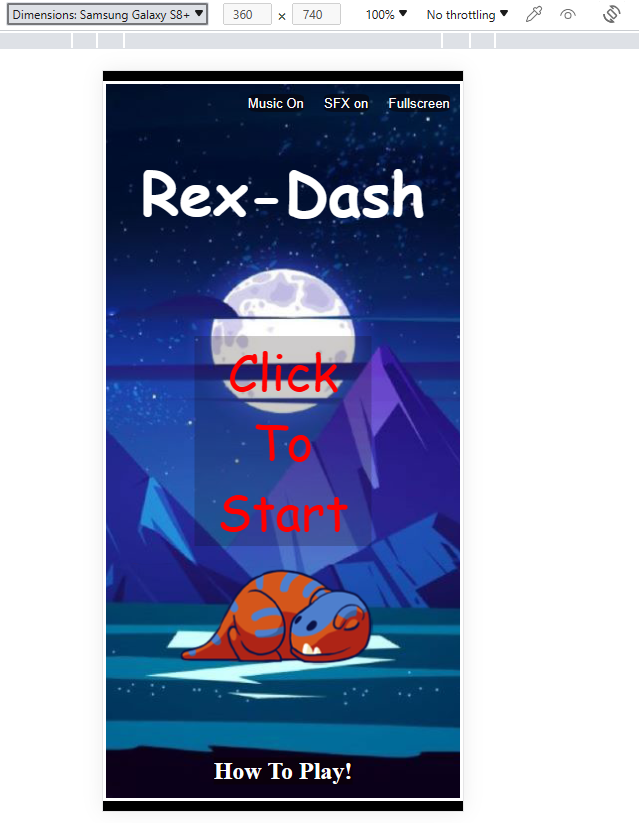 Dimensions: Samsung Galaxy S8+ 360 × 740 100% No throttling
Music On SFX on Fullscreen
Rex-Dash
Click
To
Start
How To Play!